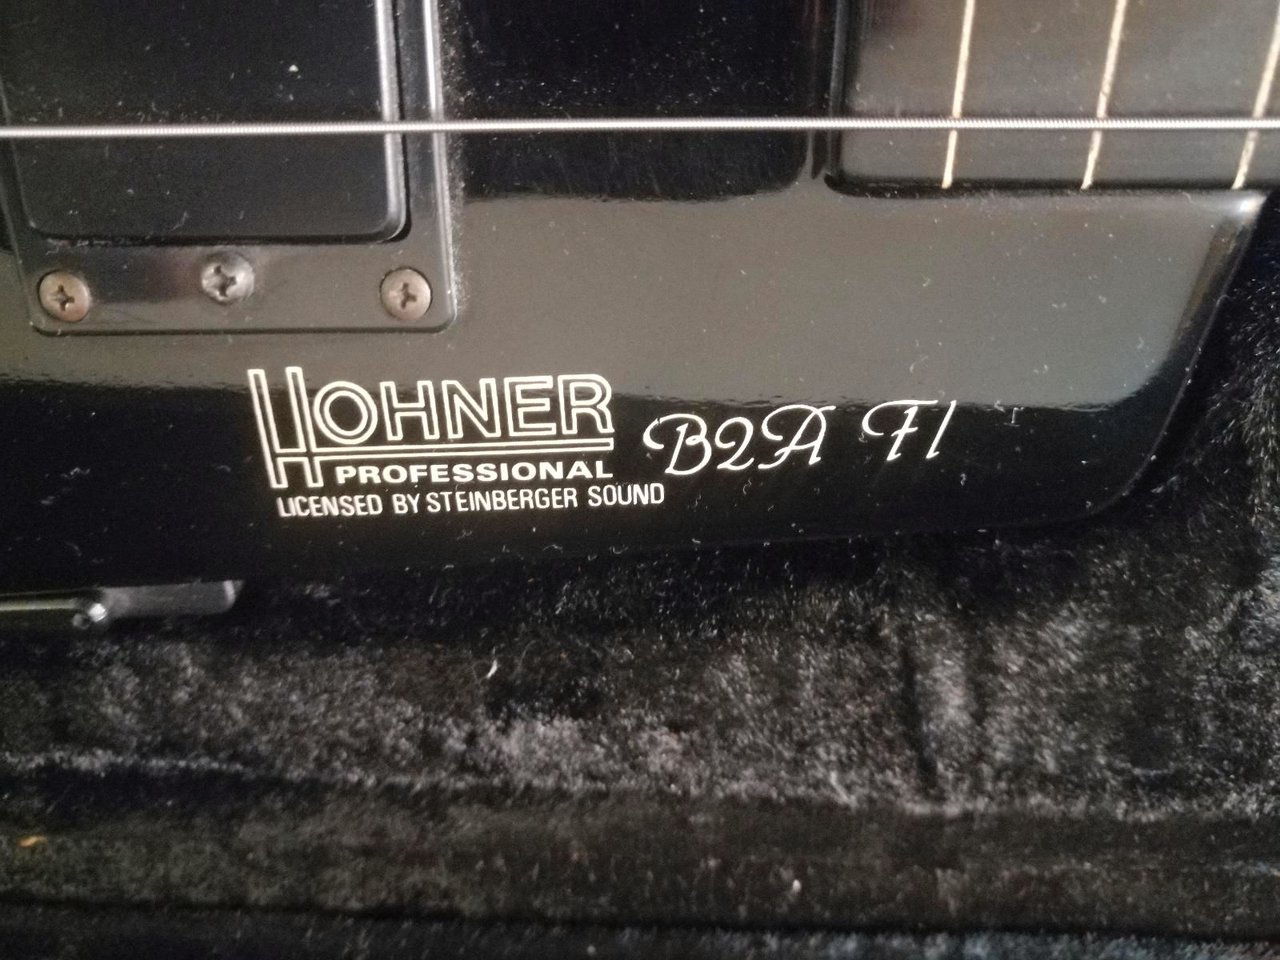 HOHNER B2A Fl
PROFESSIONAL
LICENSED BY STEINBERGER SOUND